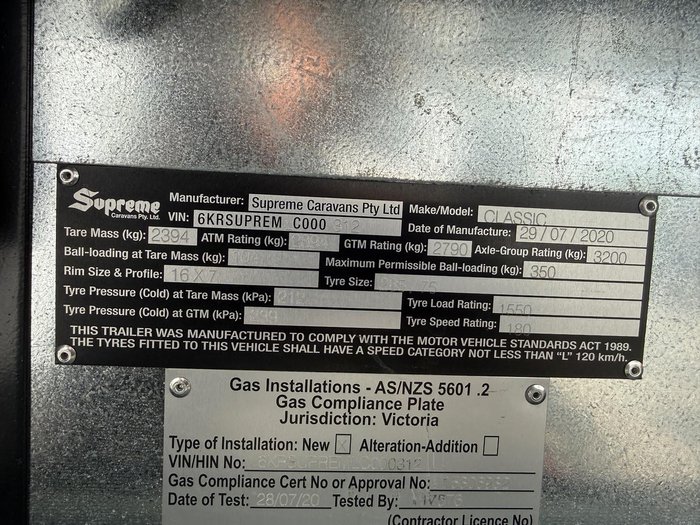 Supreme
Caravans Pty. Ltd.
Manufacturer: Supreme Caravans Pty Ltd Make/Model: CLASSIC
VIN: 6KRSUPREM C000312 Date of Manufacture: 29/07/2020
Tare Mass (kg): 2394 ATM Rating (kg): GTM Rating (kg): 2790 Axle-Group Rating (kg): 3200
Ball-loading at Tare Mass (kg): Maximum Permissible Ball-loading (kg): 350
Rim Size & Profile: 16 X 7 Tyre Size:
Tyre Pressure (Cold) at Tare Mass (kPa): Tyre Load Rating: 1550
Tyre Pressure (Cold) at GTM (kPa): Tyre Speed Rating: 180
THIS TRAILER WAS MANUFACTURED TO COMPLY WITH THE MOTOR VEHICLE STANDARDS ACT 1989.
THE TYRES FITTED TO THIS VEHICLE SHALL HAVE A SPEED CATEGORY NOT LESS THAN "L" 120 km/h.
Gas Installations - AS/NZS 5601 .2
Gas Compliance Plate
Jurisdiction: Victoria
Type of Installation: New X Alteration-Addition
VIN/HIN No:
Gas Compliance Cert No or Approval No:
Date of Test: 28/07/20 Tested By:
(Contractor Licence No)